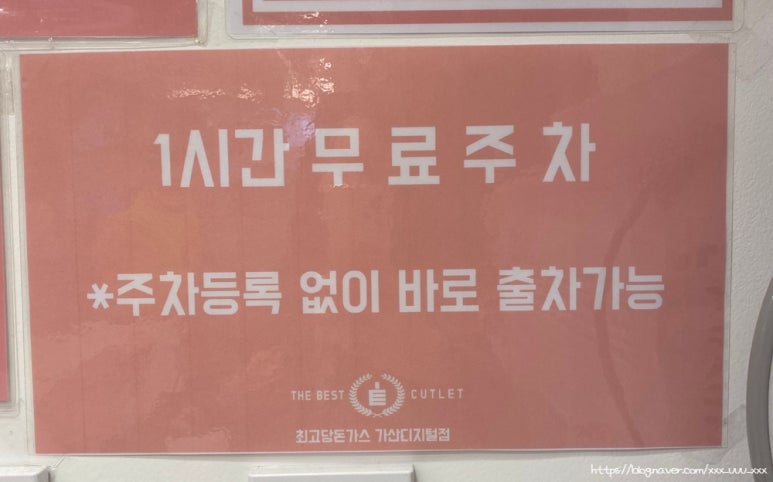 1시간 무료 주차
*주차등록 없이 바로 출차가능
THE BEST CUTLET
최고당돈가스 가산디지털점
https://blog.naver.com/xxx_uuu_xxx